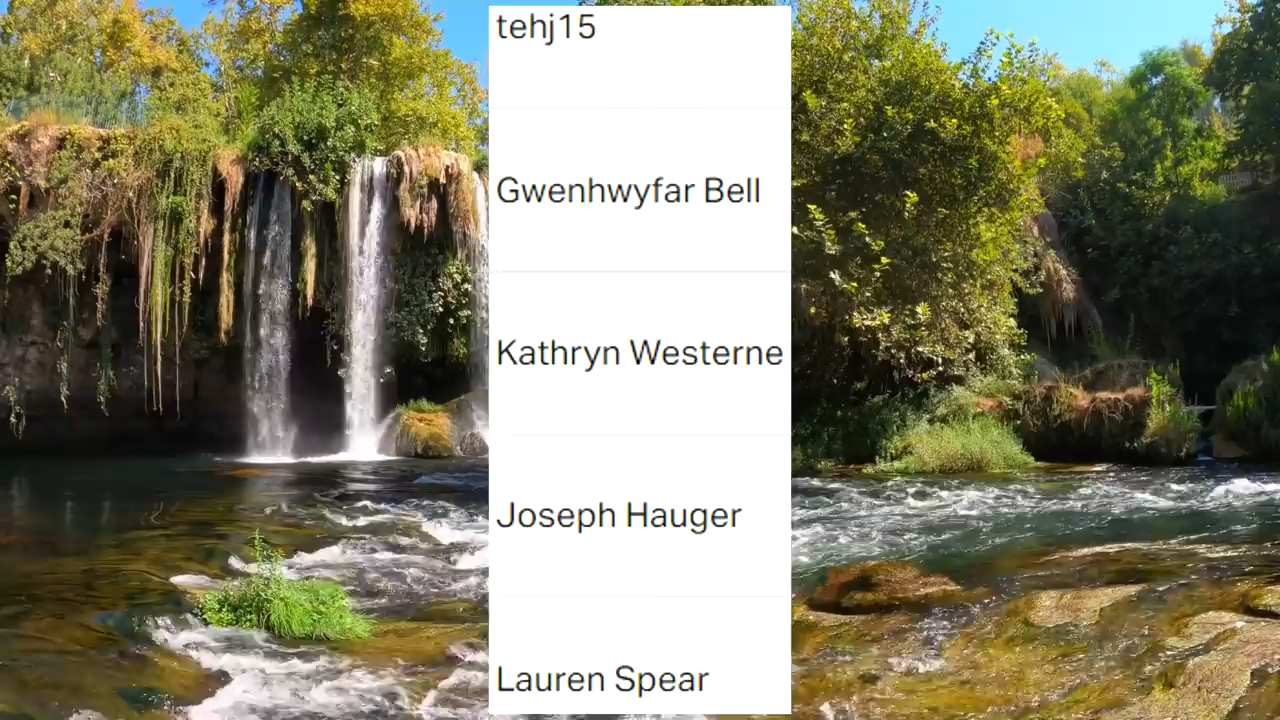 tehj15
Gwenhwyfar Bell
Kathryn Westerne
Joseph Hauger
Lauren Spear